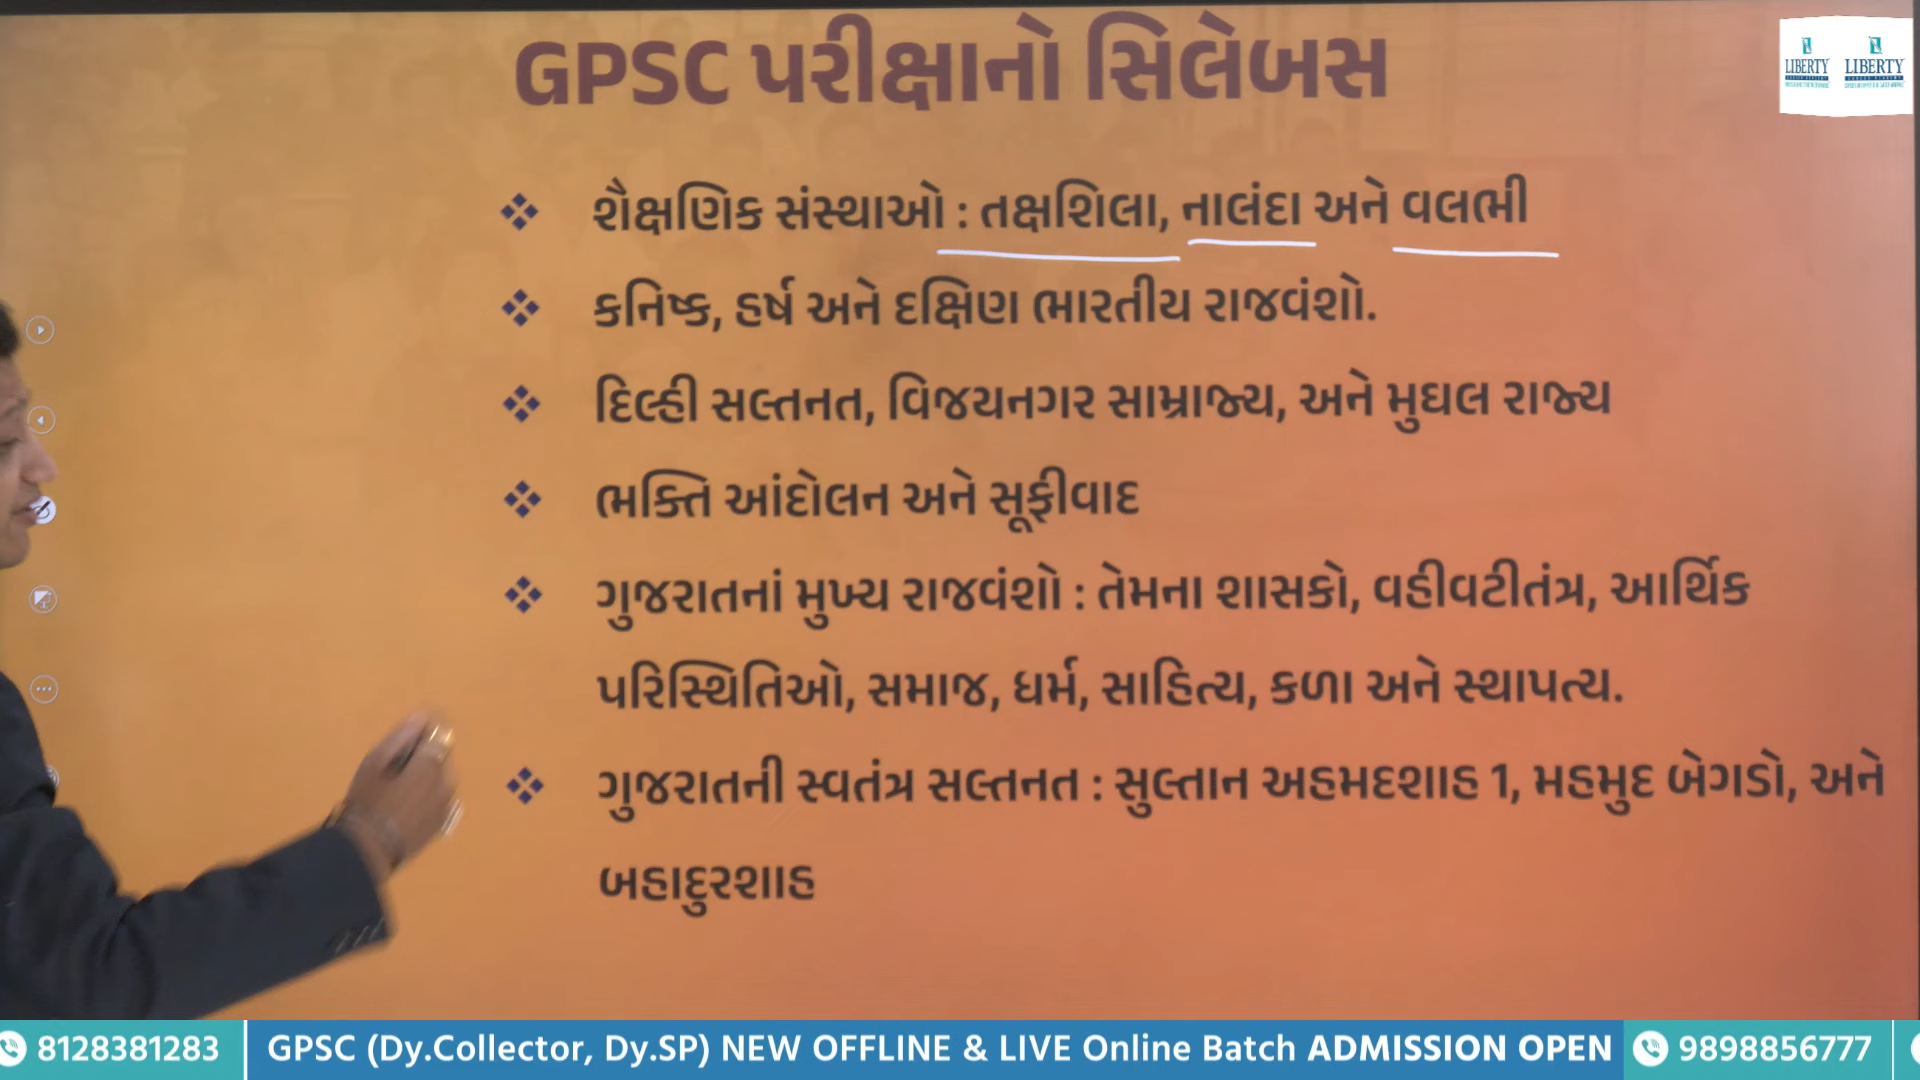 GPSC પરીક્ષાનો સિલેબસ
LIBERTY LIBERTY
શૈક્ષણિક સંસ્થાઓ : તક્ષશિલા, નાલંદા અને વલભી
કનિષ્ક, હર્ષ અને દક્ષિણ ભારતીય રાજવંશો.
દિલ્હી સલ્તનત, વિજયનગર સામ્રાજ્ય, અને મુઘલ રાજ્ય
ભક્તિ આંદોલન અને સૂફીવાદ
ગુજરાતનાં મુખ્ય રાજવંશો : તેમના શાસકો, વહીવટીતંત્ર, આર્થિક
પરિસ્થિતિઓ, સમાજ, ધર્મ, સાહિત્ય, કળા અને સ્થાપત્ય.
ગુજરાતની સ્વતંત્ર સલ્તનત : સુલ્તાન અહમદશાહ 1, મહમુદ બેગડો, અને
બહાદુરશાહ
8128381283 GPSC (Dy.Collector, Dy.SP) NEW OFFLINE & LIVE Online Batch ADMISSION OPEN 9898856777